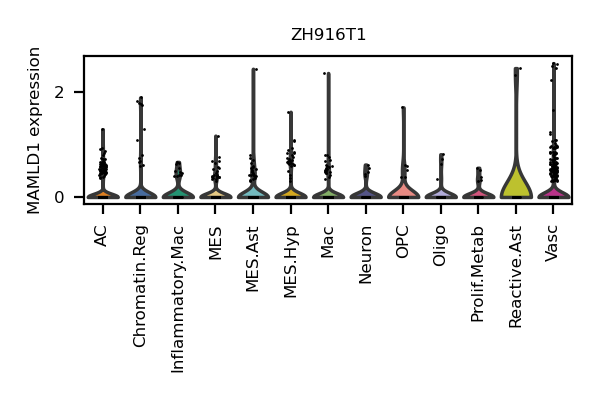 ZH916T1
MAMLD1 expression
2
0
AC
Chromatin.Reg
Inflammatory.Mac
MES
MES.Ast
MES.Hyp
Mac
Neuron
OPC
Oligo
Prolif.Metab
Reactive.Ast
Vasc